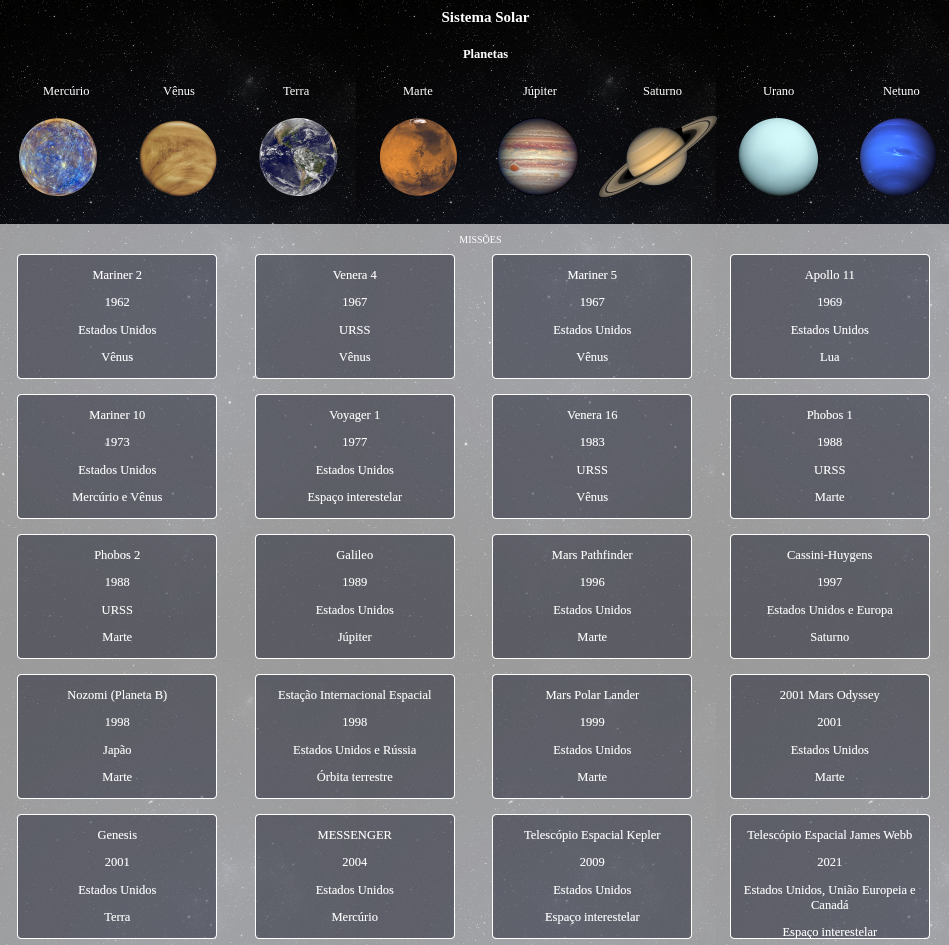 Sistema Solar
Planetas
Mercúrio Vênus Terra Marte Júpiter Saturno Urano Netuno
MISSÕES
Mariner 2
1962
Estados Unidos
Vênus
Venera 4
1967
URSS
Vênus
Mariner 5
1967
Estados Unidos
Vênus
Apollo 11
1969
Estados Unidos
Lua
Mariner 10
1973
Estados Unidos
Mercúrio e Vênus
Voyager 1
1977
Estados Unidos
Espaço interestelar
Venera 16
1983
URSS
Vênus
Phobos 1
1988
URSS
Marte
Phobos 2
1988
URSS
Marte
Galileo
1989
Estados Unidos
Júpiter
Mars Pathfinder
1996
Estados Unidos
Marte
Cassini-Huygens
1997
Estados Unidos e Europa
Saturno
Nozomi (Planeta B)
1998
Japão
Marte
Estação Internacional Espacial
1998
Estados Unidos e Rússia
Órbita terrestre
Mars Polar Lander
1999
Estados Unidos
Marte
2001 Mars Odyssey
2001
Estados Unidos
Marte
Genesis
2001
Estados Unidos
Terra
MESSENGER
2004
Estados Unidos
Mercúrio
Telescópio Espacial Kepler
2009
Estados Unidos
Espaço interestelar
Telescópio Espacial James Webb
2021
Estados Unidos, União Europeia e
Canadá
Espaço interestelar